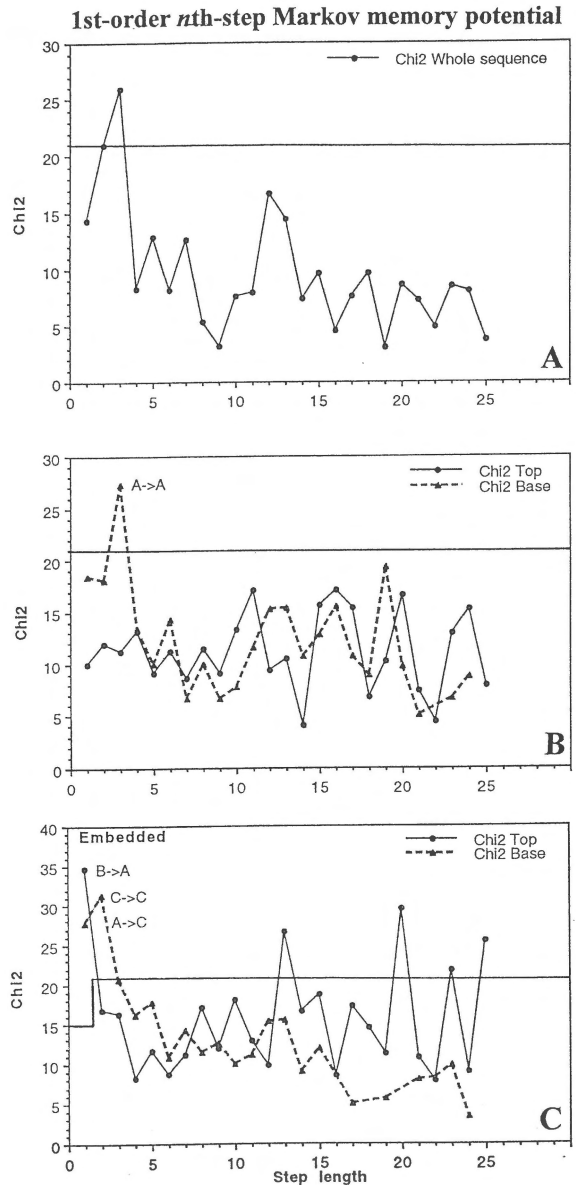 1st-order nth-step Markov memory potential
30
25
20
15
10
5
0
Chi2
Chi2 Whole sequence
A
0 5 10 15 20 25
30
25
20
15
10
5
0
Chi2
A->A
Chi2 Top
Chi2 Base
B
0 5 10 15 20 25
40
35
30
25
20
15
10
5
0
Chi2
Embedded
B->A
C->C
A->C
Chi2 Top
Chi2 Base
C
0 5 10 15 20 25
Step length